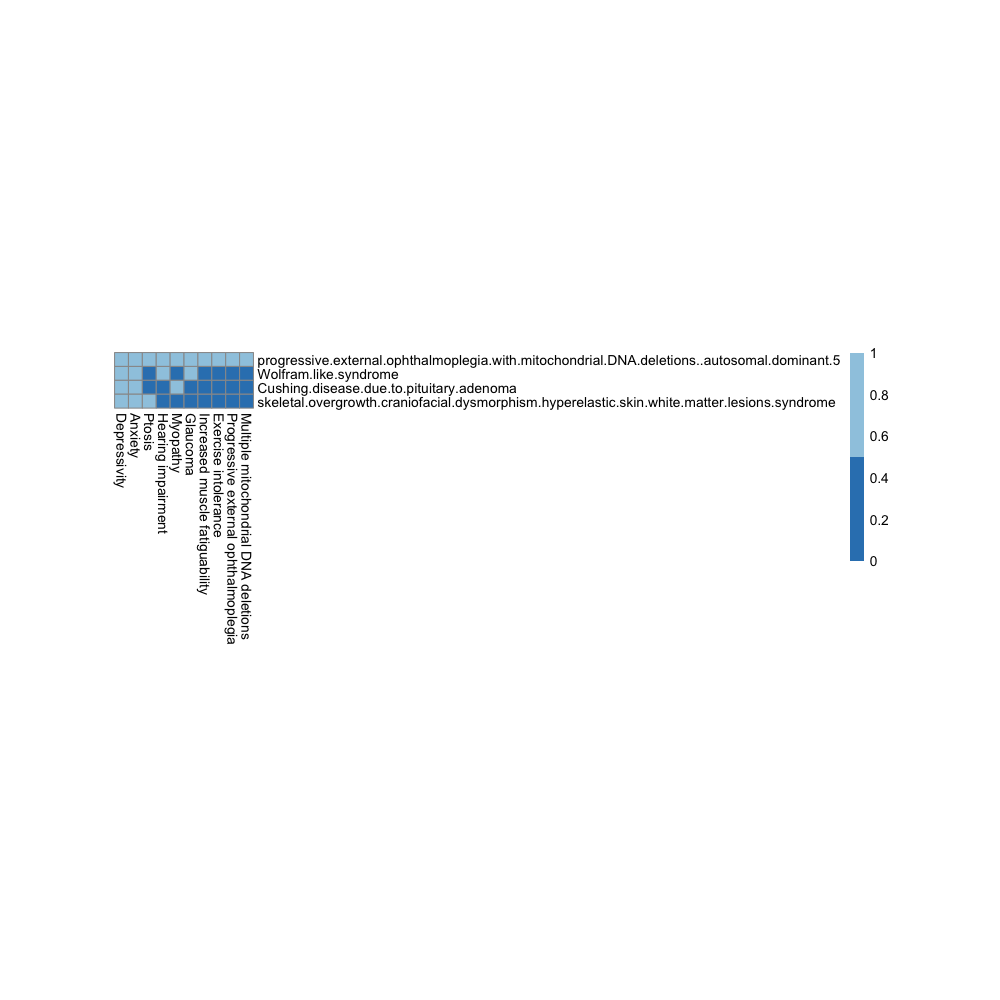 progressive.external.ophthalmoplegia.with.mitochondrial.DNA.deletions..autosomal.dominant.5
Wolfram.like.syndrome
Cushing.disease.due.to.pituitary.adenoma
skeletal.overgrowth.craniofacial.dysmorphism.hyperelastic.skin.white.matter.lesions.syndrome
Depressivity
Anxiety
Ptosis
Hearing impairment
Myopathy
Glaucoma
Increased muscle fatiguability
Exercise intolerance
Progressive external ophthalmoplegia
Multiple mitochondrial DNA deletions
1
0.8
0.6
0.4
0.2
0